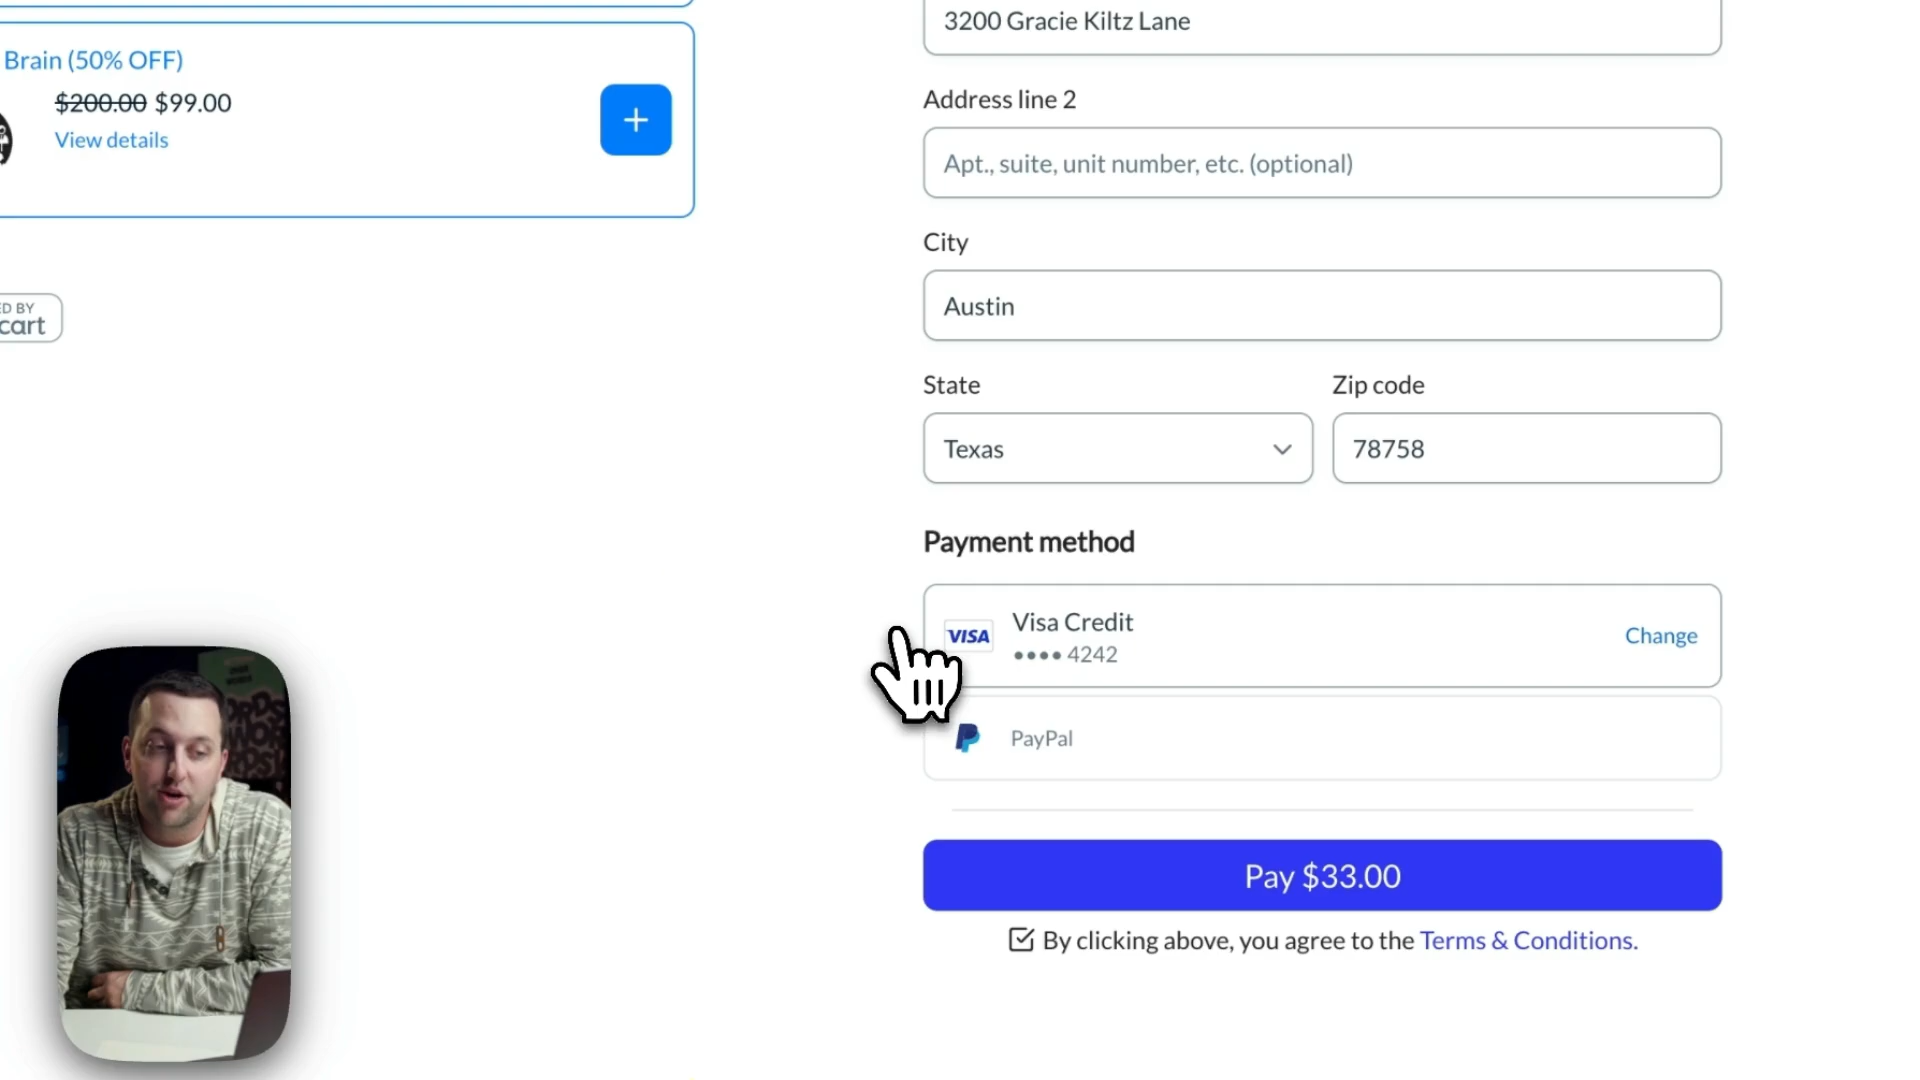 Brain (50% OFF)
$200.00 $99.00
View details
ED BY
cart
3200 Gracie Kiltz Lane
Address line 2
Apt., suite, unit number, etc. (optional)
City
Austin
State
Zip code
Texas
78758
Payment method
VISA
Visa Credit
•••• 4242
Change
PayPal
Pay $33.00
By clicking above, you agree to the Terms & Conditions.